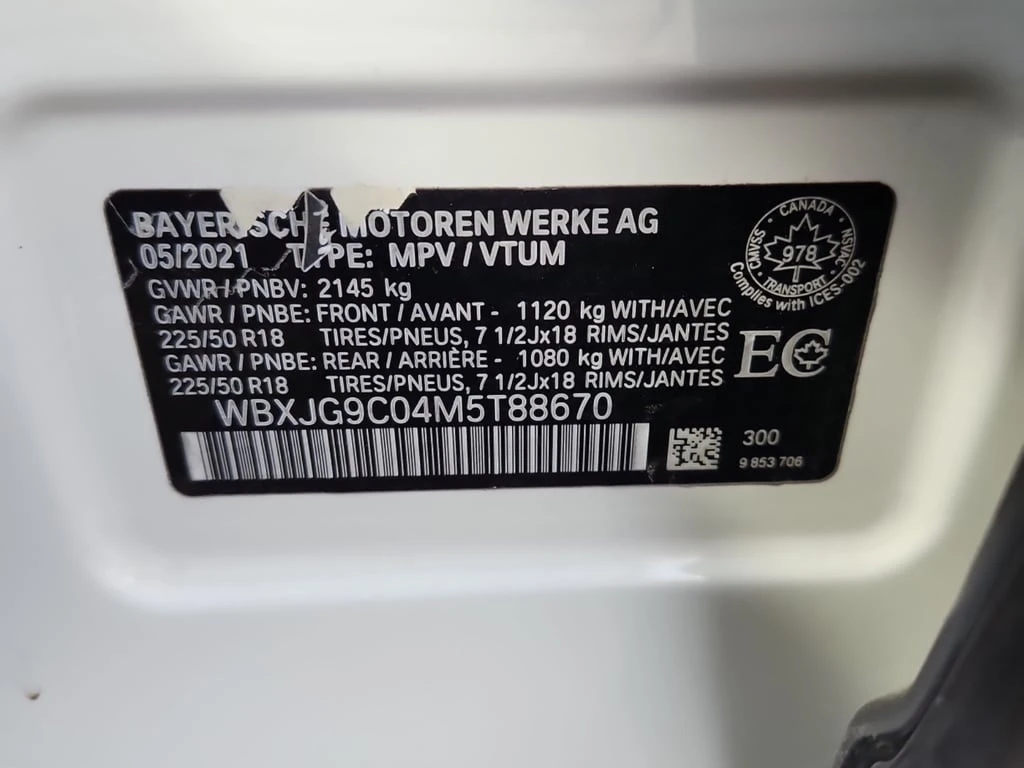 BAYERISCHE MOTOREN WERKE AG
05/2021 TYPE: MPV / VTUM
GVWR / PNBV: 2145 kg
GAWR / PNBE: FRONT / AVANT - 1120 kg WITH/AVEC
225/50 R18 TIRES/PNEUS, 7 1/2Jx18 RIMS/JANTES
GAWR / PNBE: REAR / ARRIÈRE - 1080 kg WITH/AVEC
225/50 R18 TIRES/PNEUS, 7 1/2Jx18 RIMS/JANTES
WBXJG9C04M5T88670
CANADA
CMVSS
978
NSVAC
TRANSPORT
Complies with ICES-002
EC
300
9 853 706